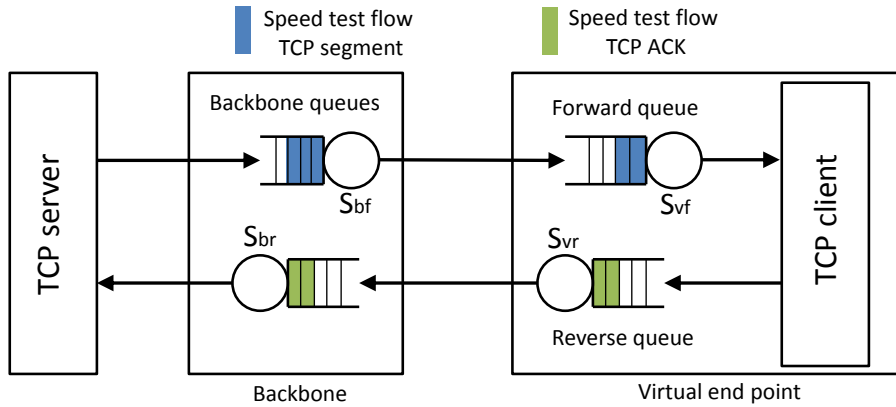 Speed test flow
TCP segment
Speed test flow
TCP ACK
Backbone queues
Forward queue
TCP server
Sbf
Svf
TCP client
Sbr
Svr
Reverse queue
Backbone
Virtual end point